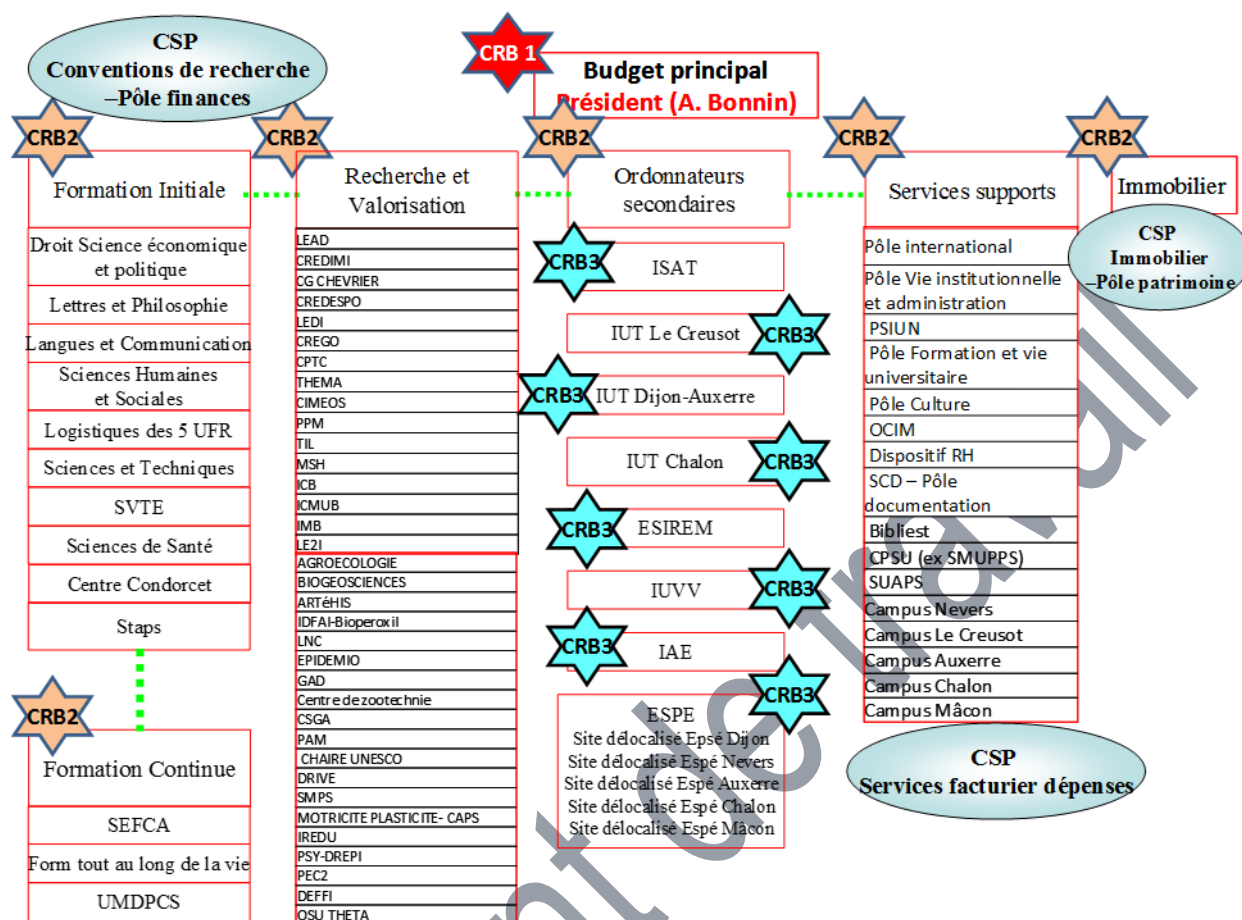 CSP
Conventions de recherche
–Pôle finances
CRB 1
Budget principal
Président (A. Bonnin)
CRB2
Formation Initiale
Droit Science économique
et politique
Lettres et Philosophie
Langues et Communication
Sciences Humaines
et Sociales
Logistiques des 5 UFR
Sciences et Techniques
SVTE
Sciences de Santé
Centre Condorcet
Staps
CRB2
Formation Continue
SEFCA
Form tout au long de la vie
UMDPCS
CRB2
Recherche et
Valorisation
LEAD
CREDIMI
CG CHEVRIER
CREDESPO
LEDI
CREGO
CPTC
THEMA
CIMEOS
PPM
TIL
MSH
ICB
ICMUB
IMB
LE2I
AGROECOLOGIE
BIOGEOSCIENCES
ARTéHIS
IDFAI-Bioperoxil
LNC
EPIDEMIO
GAD
Centre de zootechnie
CSGA
PAM
CHAIRE UNESCO
DRIVE
SMPS
MOTRICITE PLASTICITE- CAPS
IREDU
PSY-DREPI
PEC2
DEFFI
OSU THETA
CRB2
Ordonnateurs
secondaires
CRB3
ISAT
IUT Le Creusot
CRB3
CRB3
IUT Dijon-Auxerre
IUT Chalon
CRB3
CRB3
ESIREM
IUVV
CRB3
CRB3
IAE
CRB3
ESPE
Site délocalisé Epsé Dijon
Site délocalisé Espé Nevers
Site délocalisé Espé Auxerre
Site délocalisé Espé Chalon
Site délocalisé Espé Mâcon
CRB2
Services supports
Pôle international
Pôle Vie institutionnelle
et administration
PSIUN
Pôle Formation et vie
universitaire
Pôle Culture
OCIM
Dispositif RH
SCD – Pôle
documentation
Bibliest
CPSU (ex SMUPPS)
SUAPS
Campus Nevers
Campus Le Creusot
Campus Auxerre
Campus Chalon
Campus Mâcon
CSP
Services facturier dépenses
CRB2
Immobilier
CSP
Immobilier
–Pôle patrimoine
nt de travail